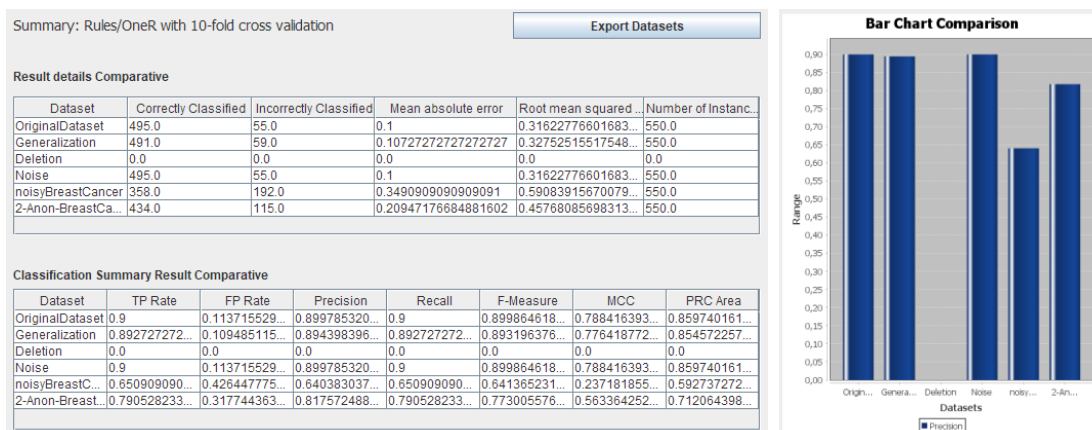 Summary: Rules/OneR with 10-fold cross validation
Export Datasets
Result details Comparative
Dataset Correctly Classified Incorrectly Classified Mean absolute error Root mean squared ... Number of Instanc...
OriginalDataset 495.0 55.0 0.1 0.31622776601683... 550.0
Generalization 491.0 59.0 0.10727272727272727 0.32752515517548... 550.0
Deletion 0.0 0.0 0.0 0.0 0.0
Noise 495.0 55.0 0.1 0.31622776601683... 550.0
noisyBreastCancer 358.0 192.0 0.3490909090909091 0.59083915670079... 550.0
2-Anon-BreastCa... 434.0 115.0 0.20947176684881602 0.45768085698313... 550.0
Classification Summary Result Comparative
Dataset TP Rate FP Rate Precision Recall F-Measure MCC PRC Area
OriginalDataset 0.9 0.113715529... 0.899785320... 0.9 0.899864618... 0.788416393... 0.859740161...
Generalization 0.892727272... 0.109485115... 0.894398396... 0.892727272... 0.893196376... 0.776418772... 0.854572257...
Deletion 0.0 0.0 0.0 0.0 0.0 0.0 0.0
Noise 0.9 0.113715529... 0.899785320... 0.9 0.899864618... 0.788416393... 0.859740161...
noisyBreastC... 0.650909090... 0.426447775... 0.640383037... 0.650909090... 0.641365231... 0.237181855... 0.592737272...
2-Anon-Breast... 0.790528233... 0.317744363... 0.817572488... 0.790528233... 0.773005576... 0.563364252... 0.712064398...
Bar Chart Comparison
0,90
0,85
0,80
0,75
0,70
0,65
0,60
0,55
0,50
0,45
0,40
0,35
0,30
0,25
0,20
0,15
0,10
0,05
0,00
Range
Origin... Genera... Deletion Noise noisy... 2-An...
Datasets
Precision